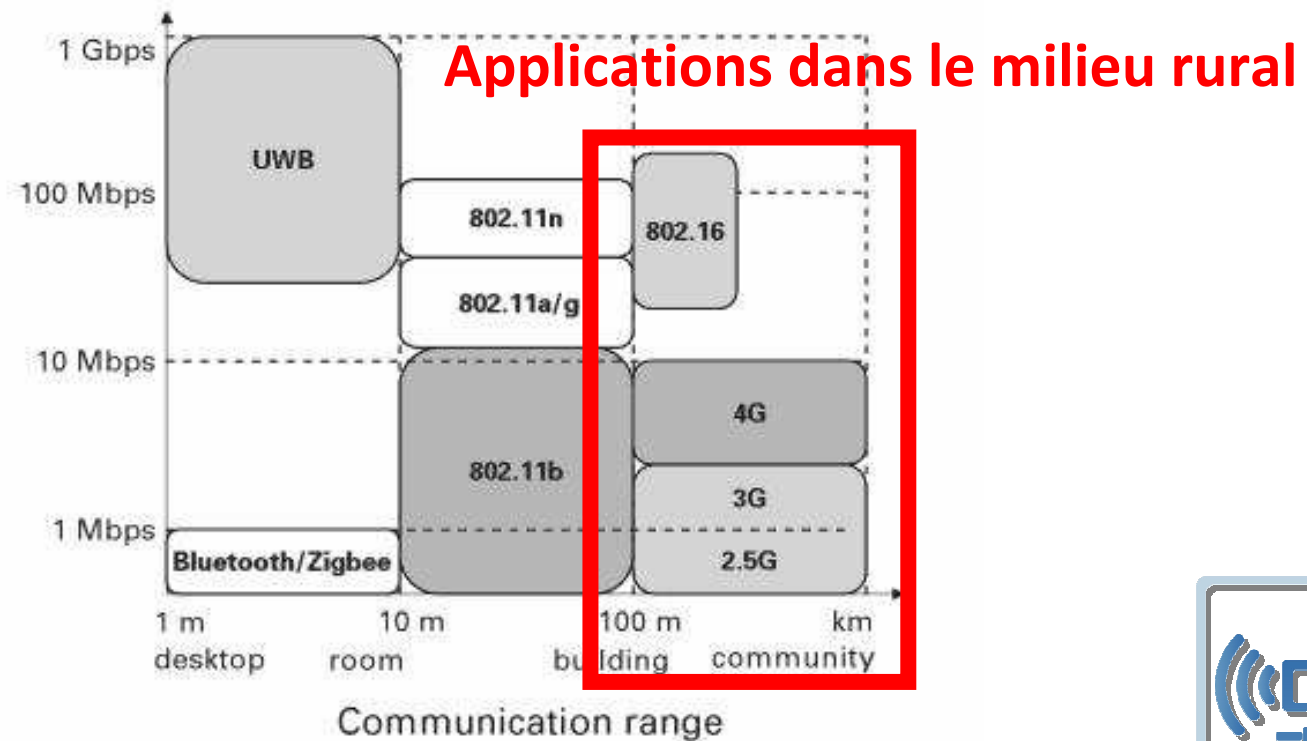 Applications dans le milieu rural
1 Gbps
UWB
100 Mbps
802.11n
802.16
802.11a/g
10 Mbps
4G
802.11b
3G
1 Mbps
Bluetooth/Zigbee
2.5G
1 m 10 m 100 m km
desktop room building community
Communication range